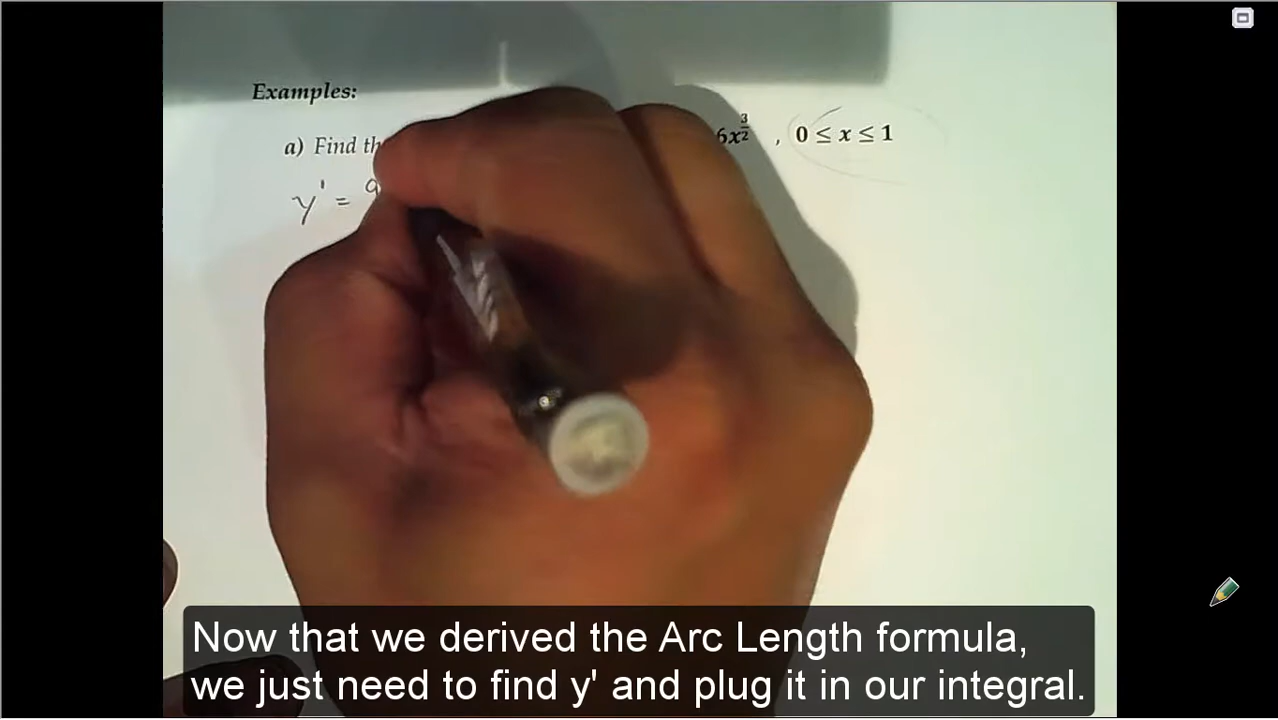 Examples:
a) Find th 6x^{3/2} , 0 ≤ x ≤ 1
y' = 9
Now that we derived the Arc Length formula,
we just need to find y' and plug it in our integral.